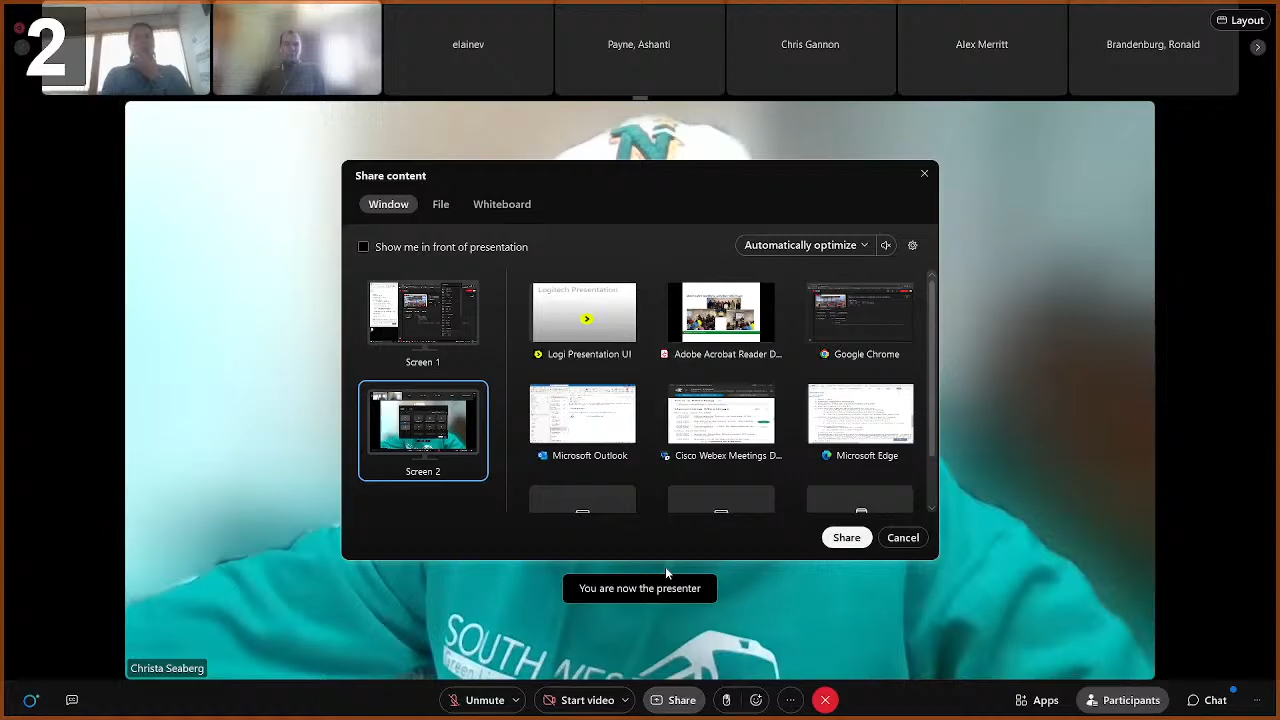 2
elainev
Payne, Ashanti
Chris Gannon
Alex Merritt
Brandenburg, Ronald
Layout
N
Share content
Window
File
Whiteboard
Show me in front of presentation
Automatically optimize
Logitech Presentation
Screen 1
Logi Presentation UI
Adobe Acrobat Reader D...
Google Chrome
Screen 2
Microsoft Outlook
Cisco Webex Meetings D...
Microsoft Edge
Share
Cancel
You are now the presenter
SOUTHWES
Green Li
Christa Seaberg
Unmute
Start video
Share
Apps
Participants
Chat